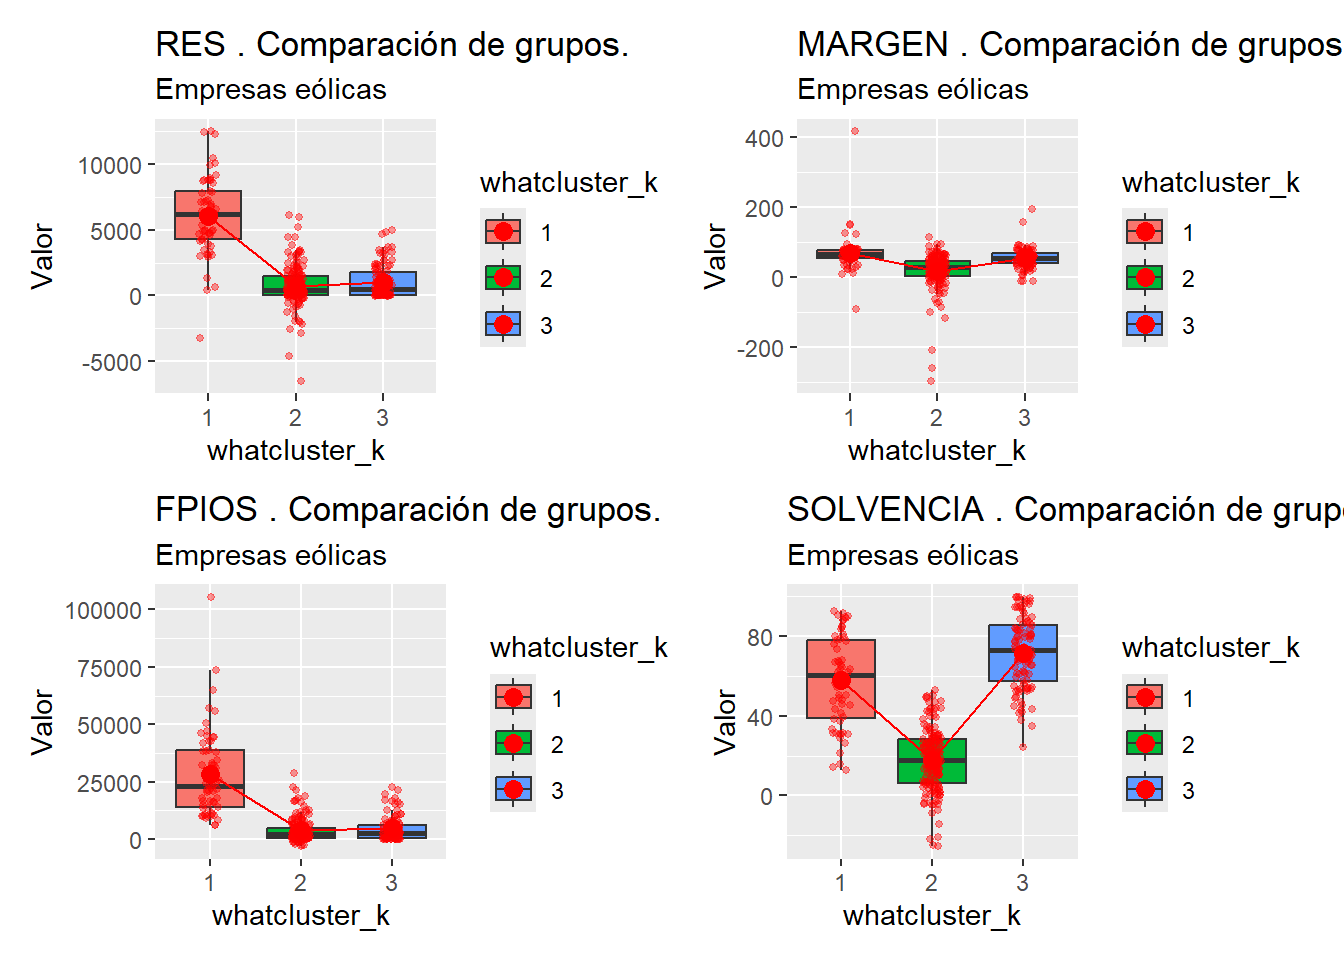 RES . Comparación de grupos.
Empresas eólicas
10000
5000
0
-5000
Valor
1 2 3
whatcluster_k
whatcluster_k
1
2
3
MARGEN . Comparación de grupos
Empresas eólicas
400
200
0
-200
Valor
1 2 3
whatcluster_k
whatcluster_k
1
2
3
FPIOS . Comparación de grupos.
Empresas eólicas
100000
75000
50000
25000
0
Valor
1 2 3
whatcluster_k
whatcluster_k
1
2
3
SOLVENCIA . Comparación de grup
Empresas eólicas
80
40
0
Valor
1 2 3
whatcluster_k
whatcluster_k
1
2
3